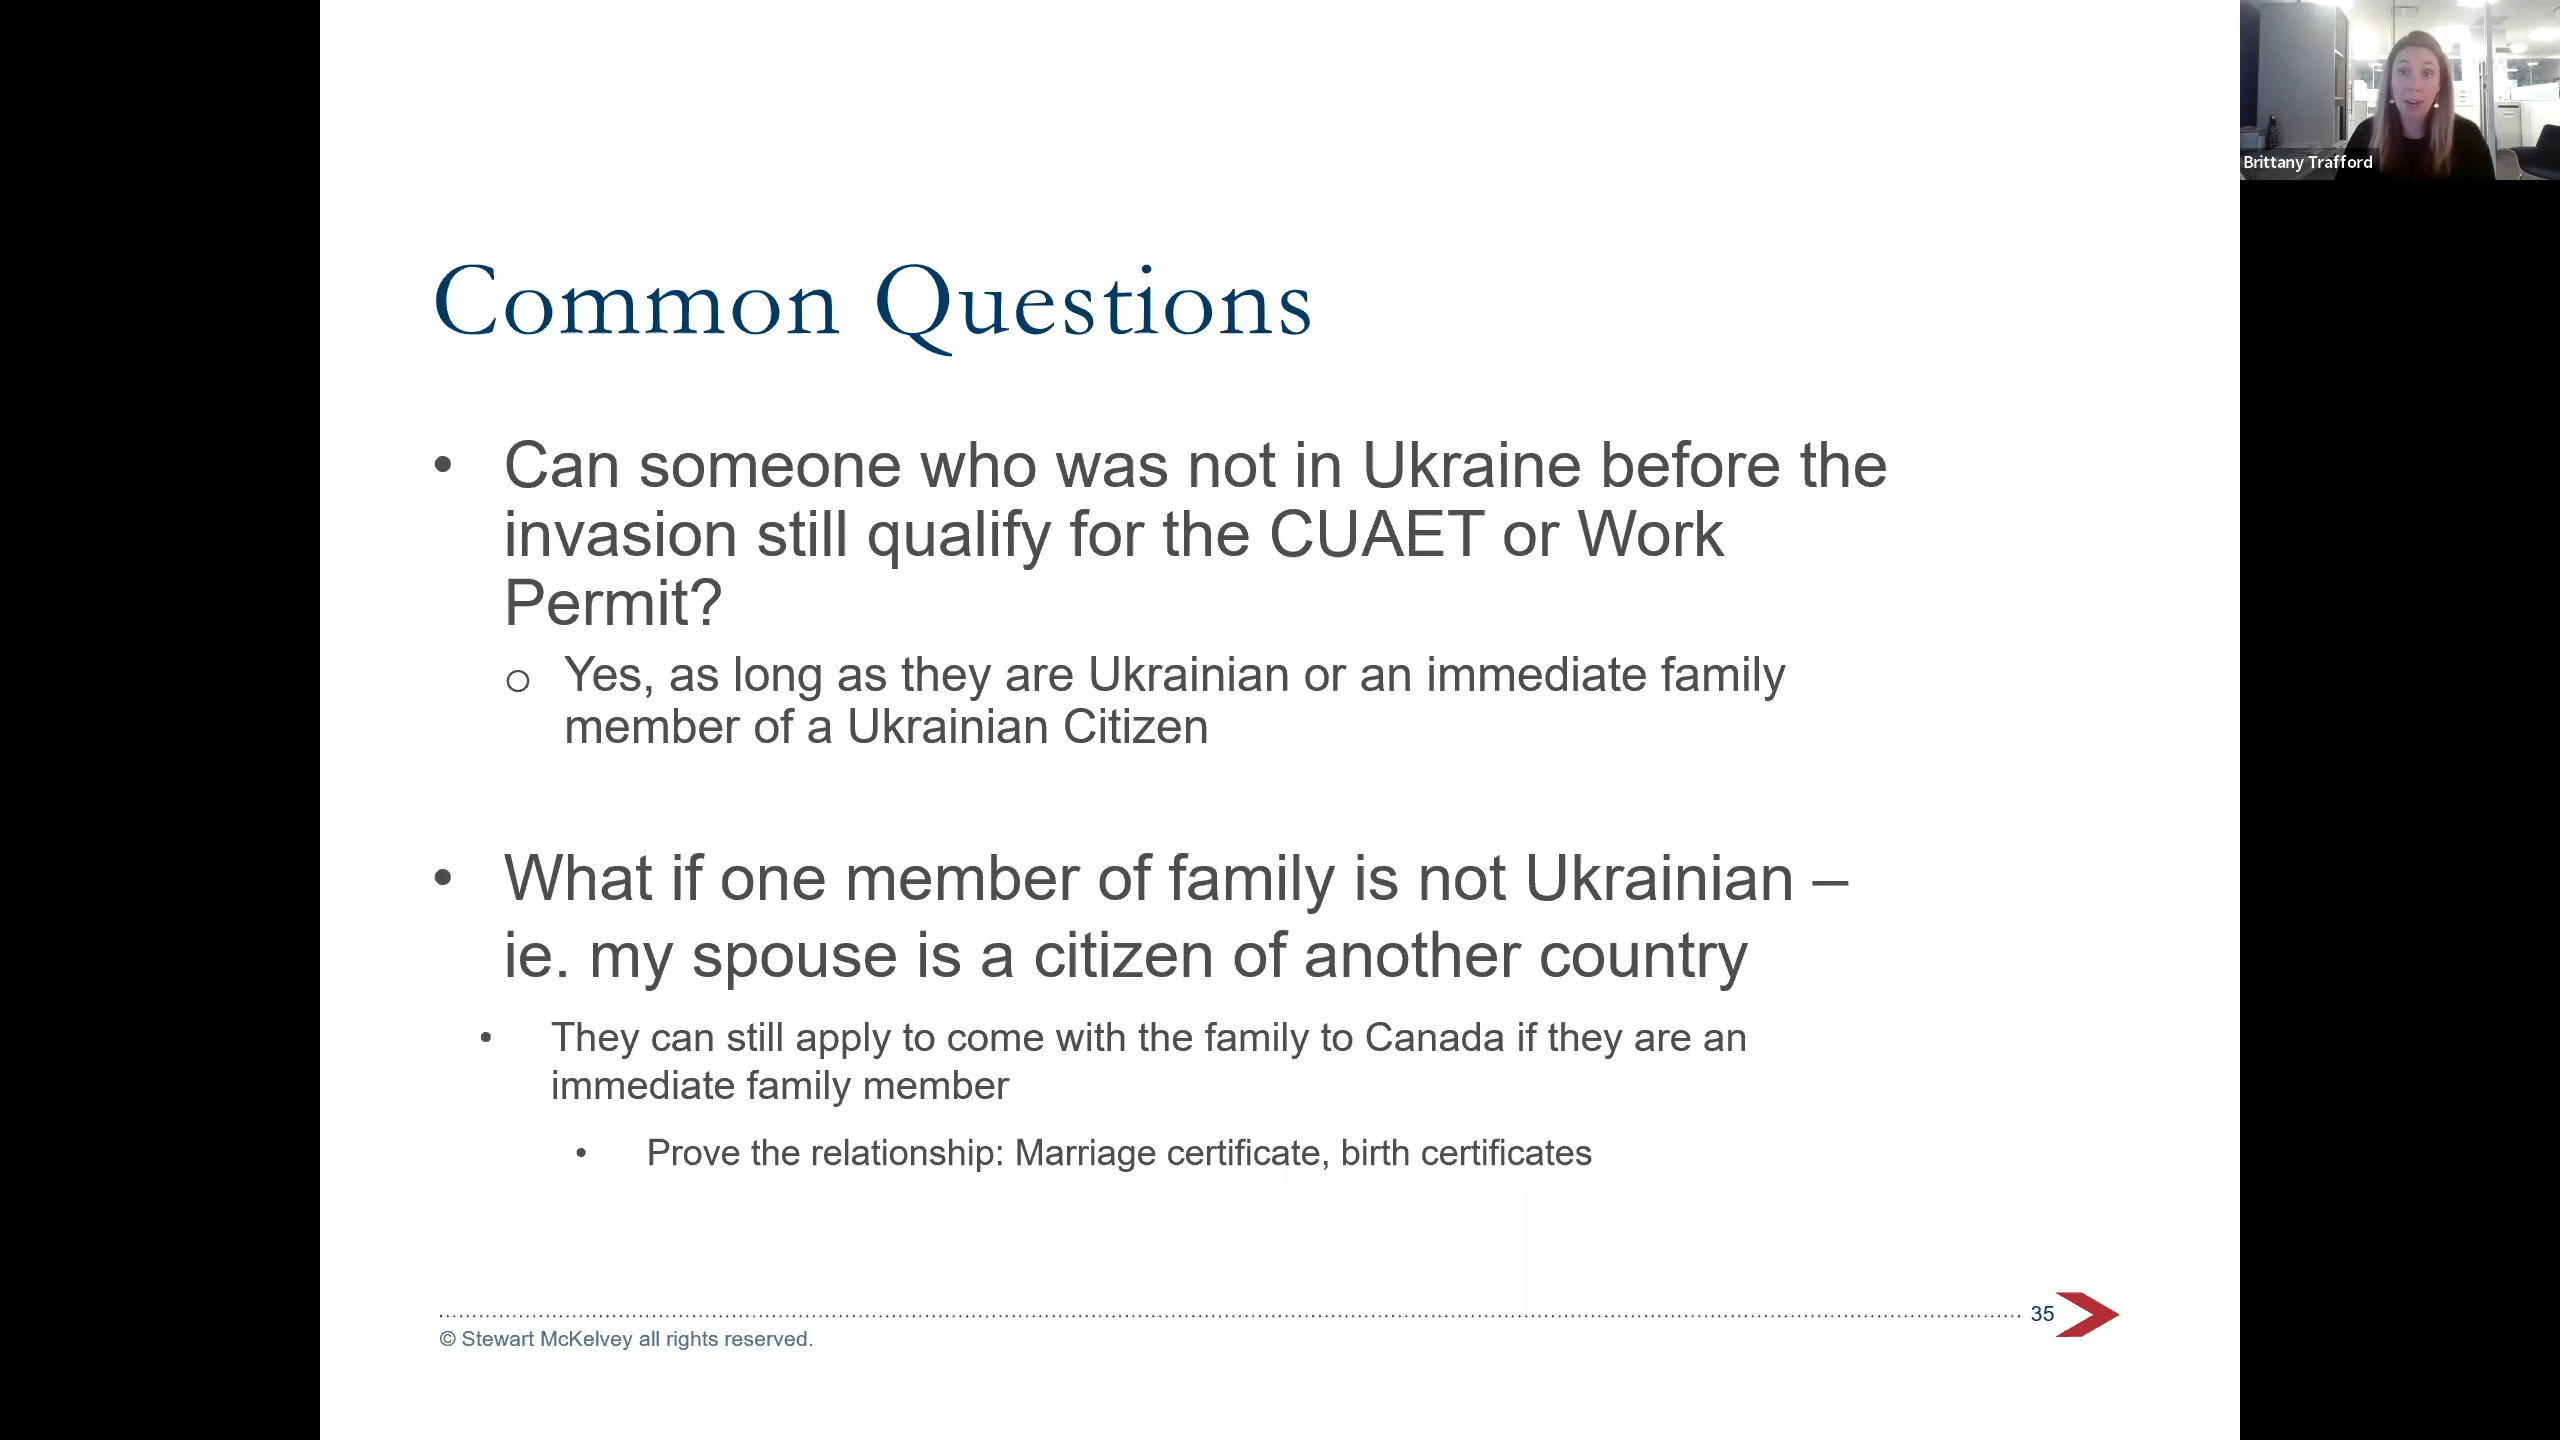 Brittany Trafford
Common Questions
• Can someone who was not in Ukraine before the
invasion still qualify for the CUAET or Work
Permit?
o Yes, as long as they are Ukrainian or an immediate family
member of a Ukrainian Citizen
• What if one member of family is not Ukrainian –
ie. my spouse is a citizen of another country
• They can still apply to come with the family to Canada if they are an
immediate family member
• Prove the relationship: Marriage certificate, birth certificates
35
© Stewart McKelvey all rights reserved.